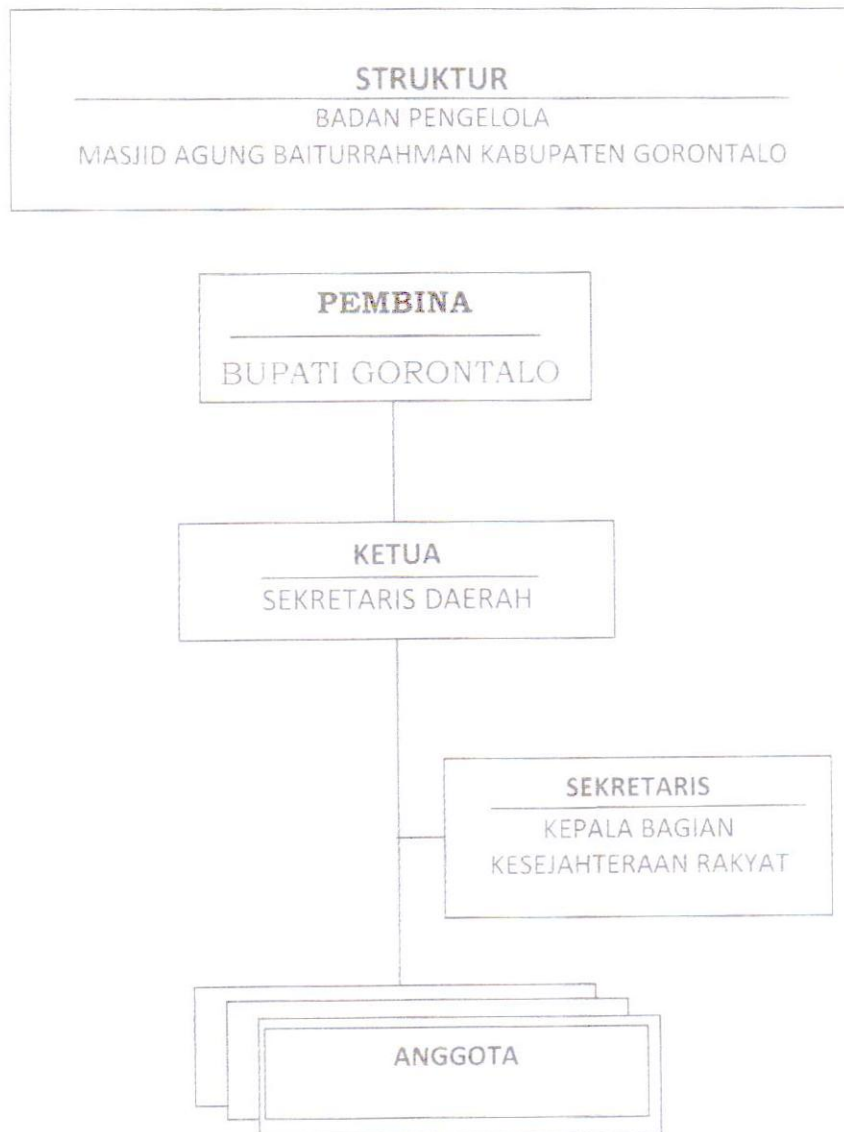 STRUKTUR
BADAN PENGELOLA
MASJID AGUNG BAITURRAHMAN KABUPATEN GORONTALO
PEMBINA
BUPATI GORONTALO
KETUA
SEKRETARIS DAERAH
SEKRETARIS
KEPALA BAGIAN
KESEJAHTERAAN RAKYAT
ANGGOTA